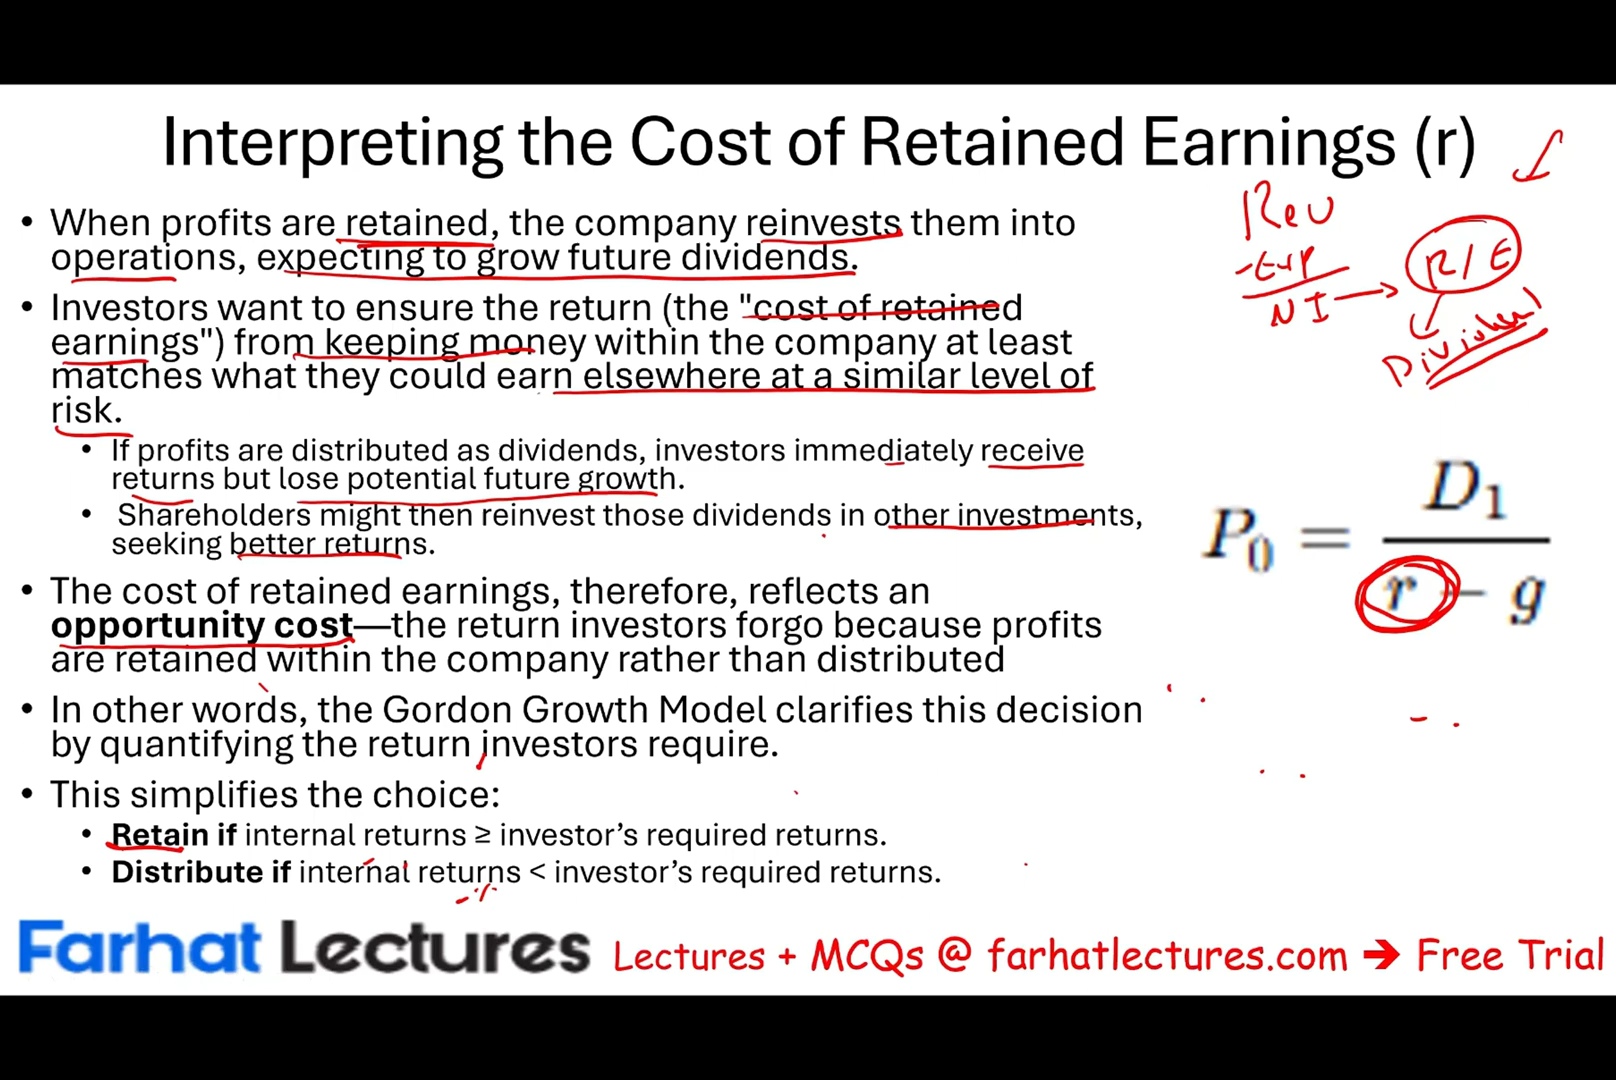 Interpreting the Cost of Retained Earnings (r)
• When profits are retained, the company reinvests them into
operations, expecting to grow future dividends.
• Investors want to ensure the return (the "cost of retained
earnings") from keeping money within the company at least
matches what they could earn elsewhere at a similar level of
risk.
• If profits are distributed as dividends, investors immediately receive
returns but lose potential future growth.
• Shareholders might then reinvest those dividends in other investments,
seeking better returns.
• The cost of retained earnings, therefore, reflects an
opportunity cost—the return investors forgo because profits
are retained within the company rather than distributed
• In other words, the Gordon Growth Model clarifies this decision
by quantifying the return investors require.
• This simplifies the choice:
• Retain if internal returns ≥ investor's required returns.
• Distribute if internal returns < investor's required returns.
Rev
-Exp
NI → R/E
Dividend
P₀ = D₁ / (r - g)
Farhat Lectures Lectures + MCQs @ farhatlectures.com → Free Trial